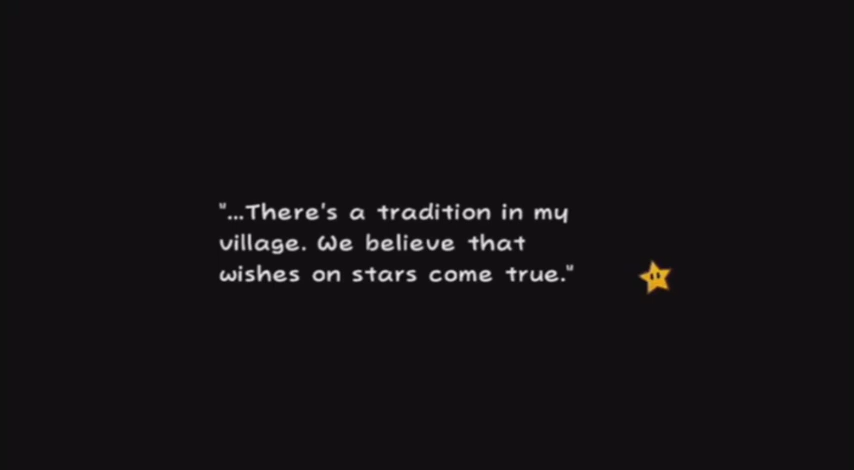 "...There's a tradition in my
village. We believe that
wishes on stars come true."